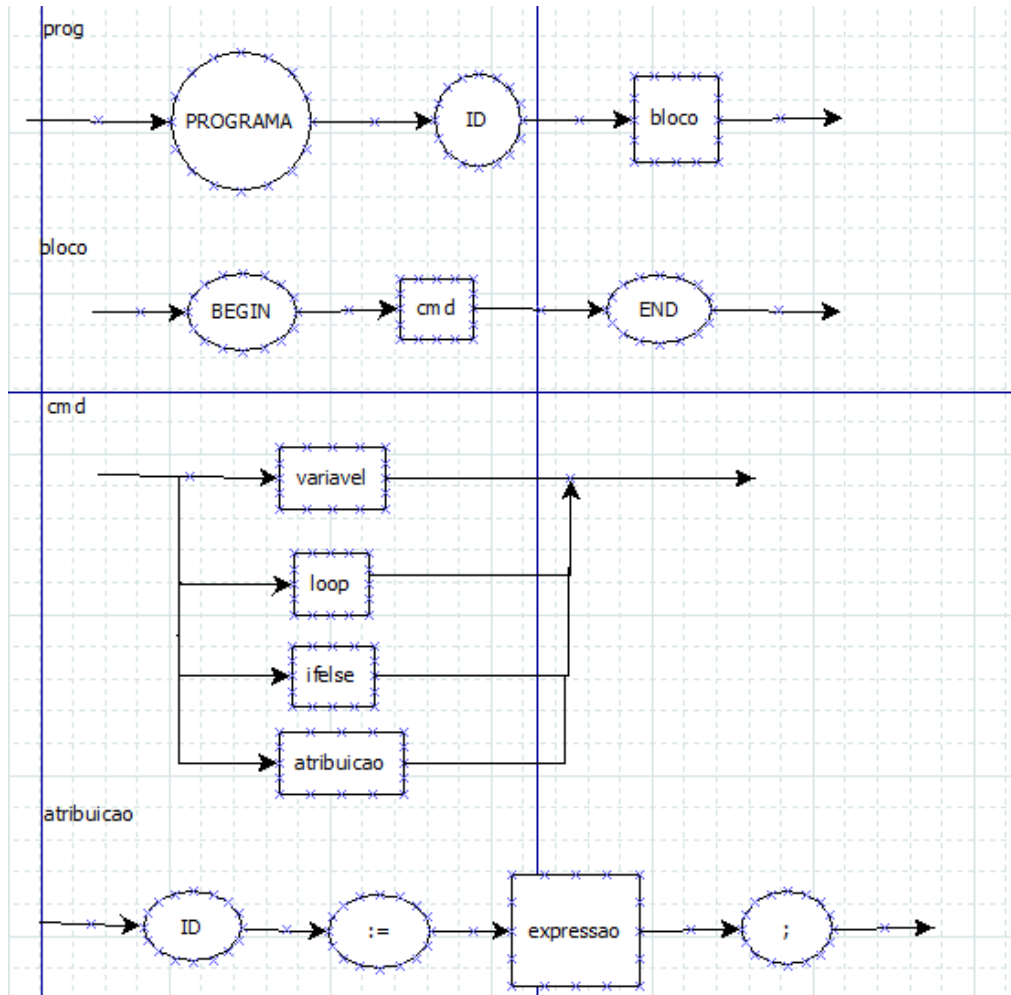 prog
PROGRAMA ID bloco
bloco
BEGIN cmd END
cmd
variavel
loop
ifelse
atribuicao
atribuicao
ID := expressao ;